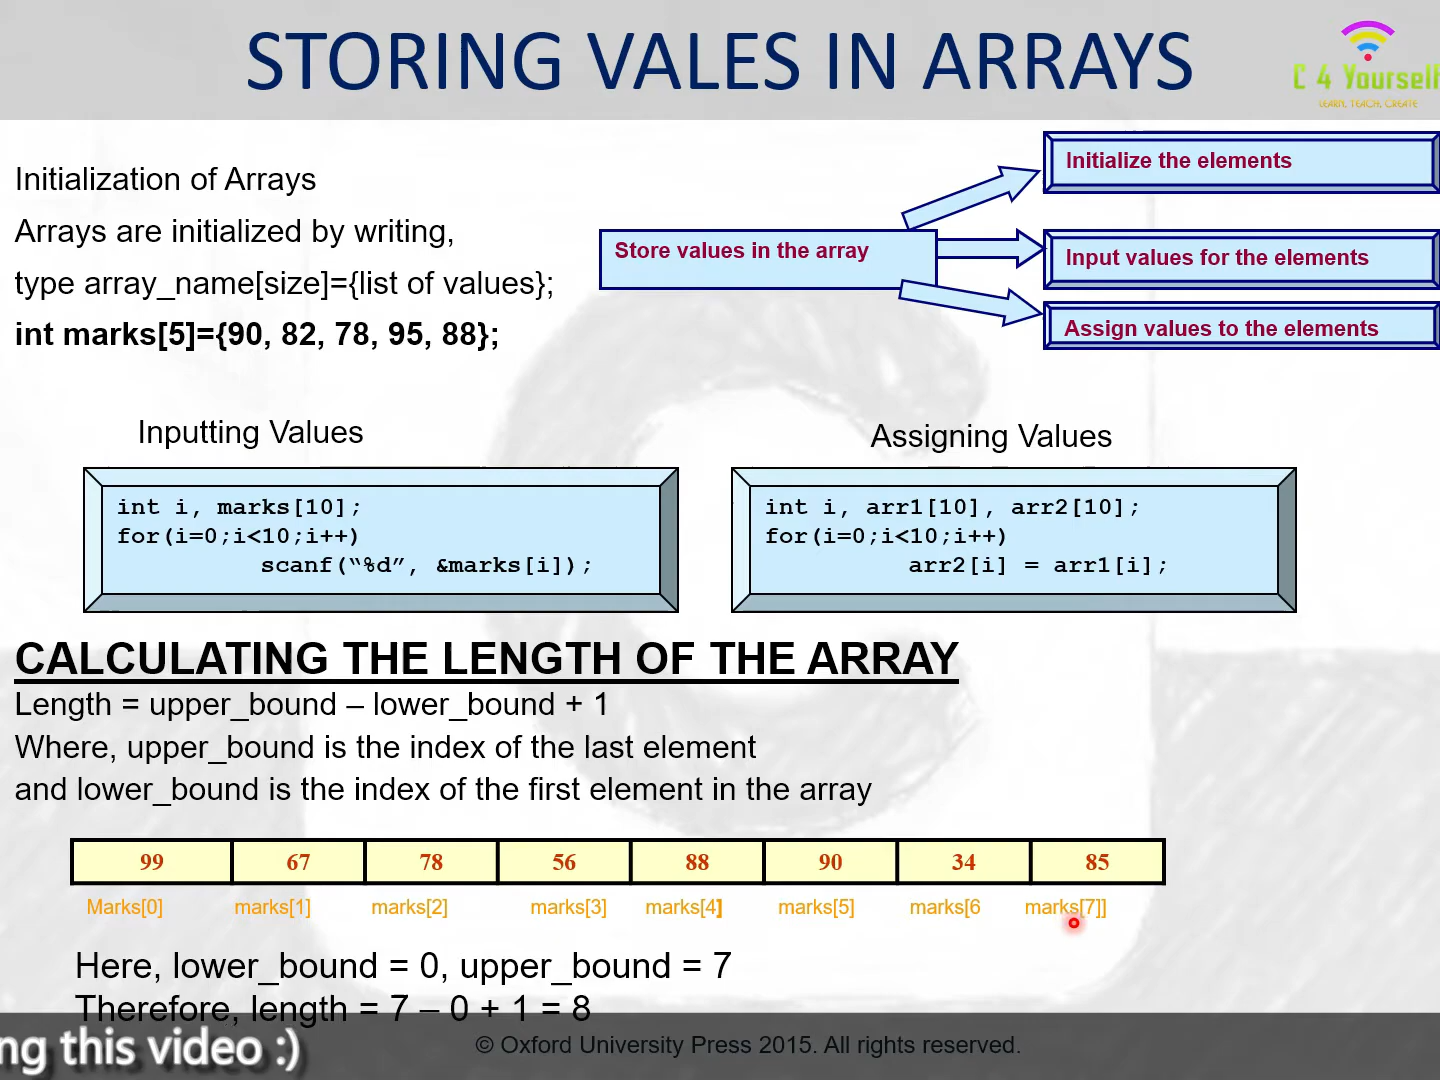 STORING VALES IN ARRAYS
C 4 Yourself
LEARN, TEACH, CREATE
Initialization of Arrays
Arrays are initialized by writing,
type array_name[size]={list of values};
int marks[5]={90, 82, 78, 95, 88};
Store values in the array
Initialize the elements
Input values for the elements
Assign values to the elements
Inputting Values
int i, marks[10];
for(i=0;i<10;i++)
scanf(“%d”, &marks[i]);
Assigning Values
int i, arr1[10], arr2[10];
for(i=0;i<10;i++)
arr2[i] = arr1[i];
CALCULATING THE LENGTH OF THE ARRAY
Length = upper_bound – lower_bound + 1
Where, upper_bound is the index of the last element
and lower_bound is the index of the first element in the array
99 67 78 56 88 90 34 85
Marks[0] marks[1] marks[2] marks[3] marks[4] marks[5] marks[6 marks[7]]
Here, lower_bound = 0, upper_bound = 7
Therefore, length = 7 – 0 + 1 = 8
ng this video :)
© Oxford University Press 2015. All rights reserved.